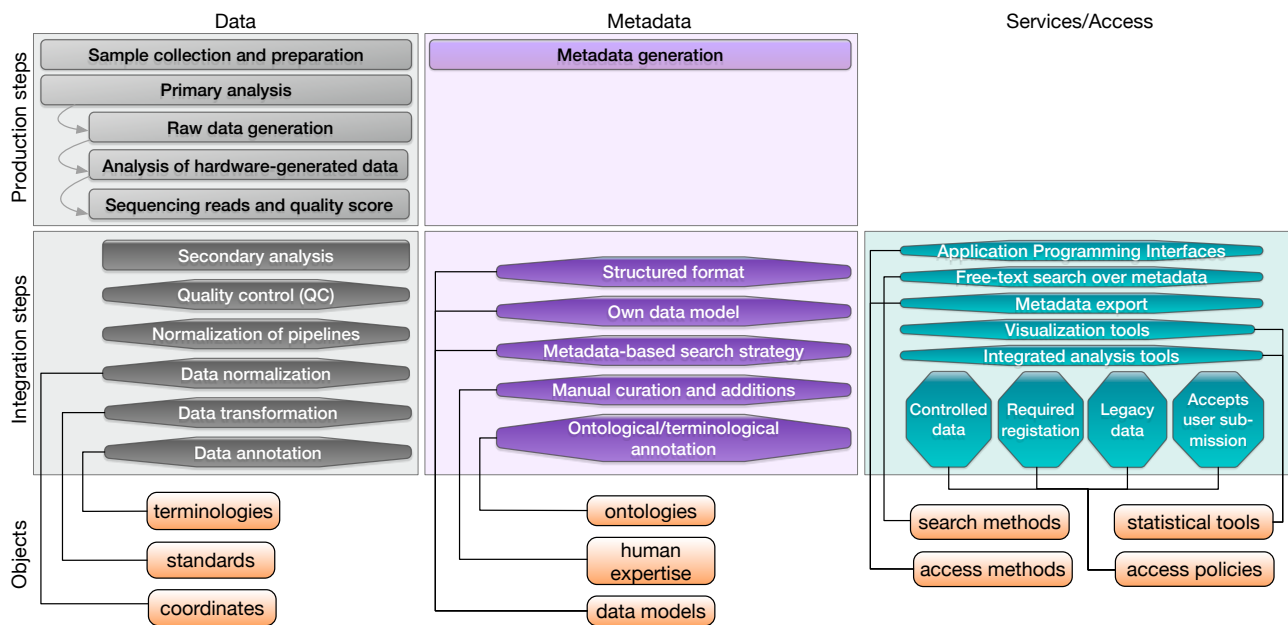 Data
Metadata
Services/Access
Production steps
Sample collection and preparation
Primary analysis
Raw data generation
Analysis of hardware-generated data
Sequencing reads and quality score
Metadata generation
Integration steps
Secondary analysis
Quality control (QC)
Normalization of pipelines
Data normalization
Data transformation
Data annotation
Structured format
Own data model
Metadata-based search strategy
Manual curation and additions
Ontological/terminological
annotation
Application Programming Interfaces
Free-text search over metadata
Metadata export
Visualization tools
Integrated analysis tools
Controlled
data
Required
registation
Legacy
data
Accepts
user sub-
mission
Objects
terminologies
standards
coordinates
ontologies
human
expertise
data models
search methods
statistical tools
access methods
access policies